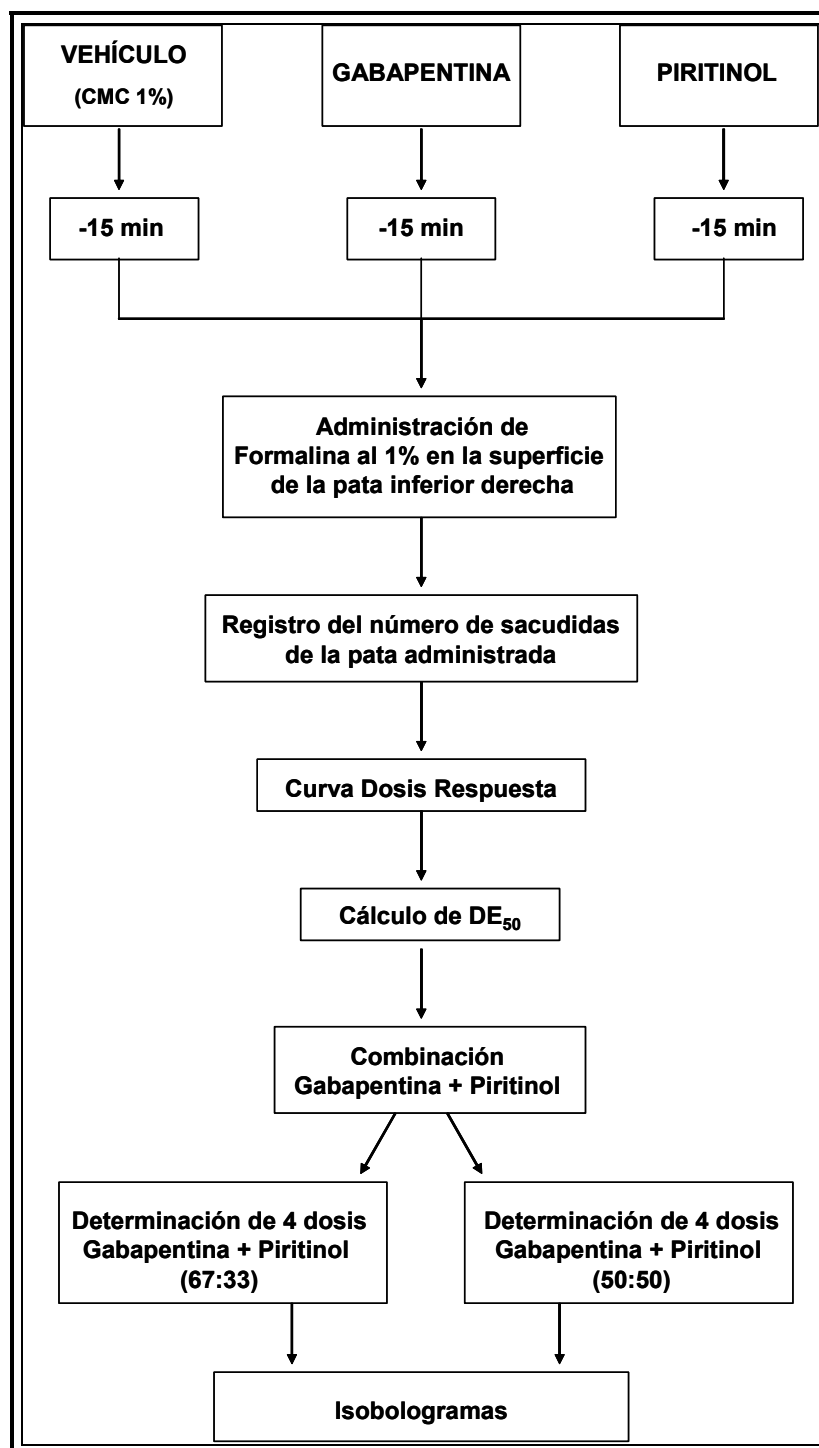 VEHÍCULO
(CMC 1%)
GABAPENTINA
PIRITINOL
-15 min
-15 min
-15 min
Administración de
Formalina al 1% en la superficie
de la pata inferior derecha
Registro del número de sacudidas
de la pata administrada
Curva Dosis Respuesta
Cálculo de DE50
Combinación
Gabapentina + Piritinol
Determinación de 4 dosis
Gabapentina + Piritinol
(67:33)
Determinación de 4 dosis
Gabapentina + Piritinol
(50:50)
Isobologramas